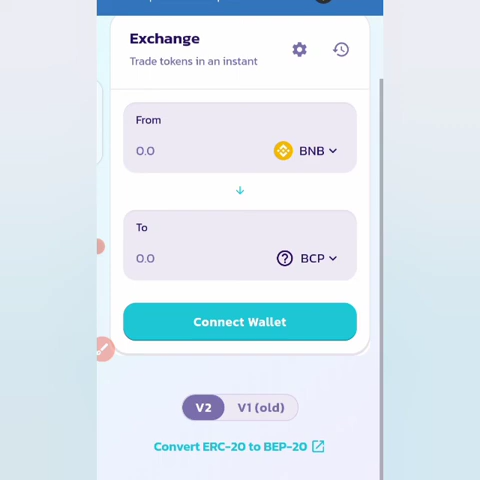 Exchange
Trade tokens in an instant
From
0.0
BNB
To
0.0
BCP
Connect Wallet
V2
V1 (old)
Convert ERC-20 to BEP-20